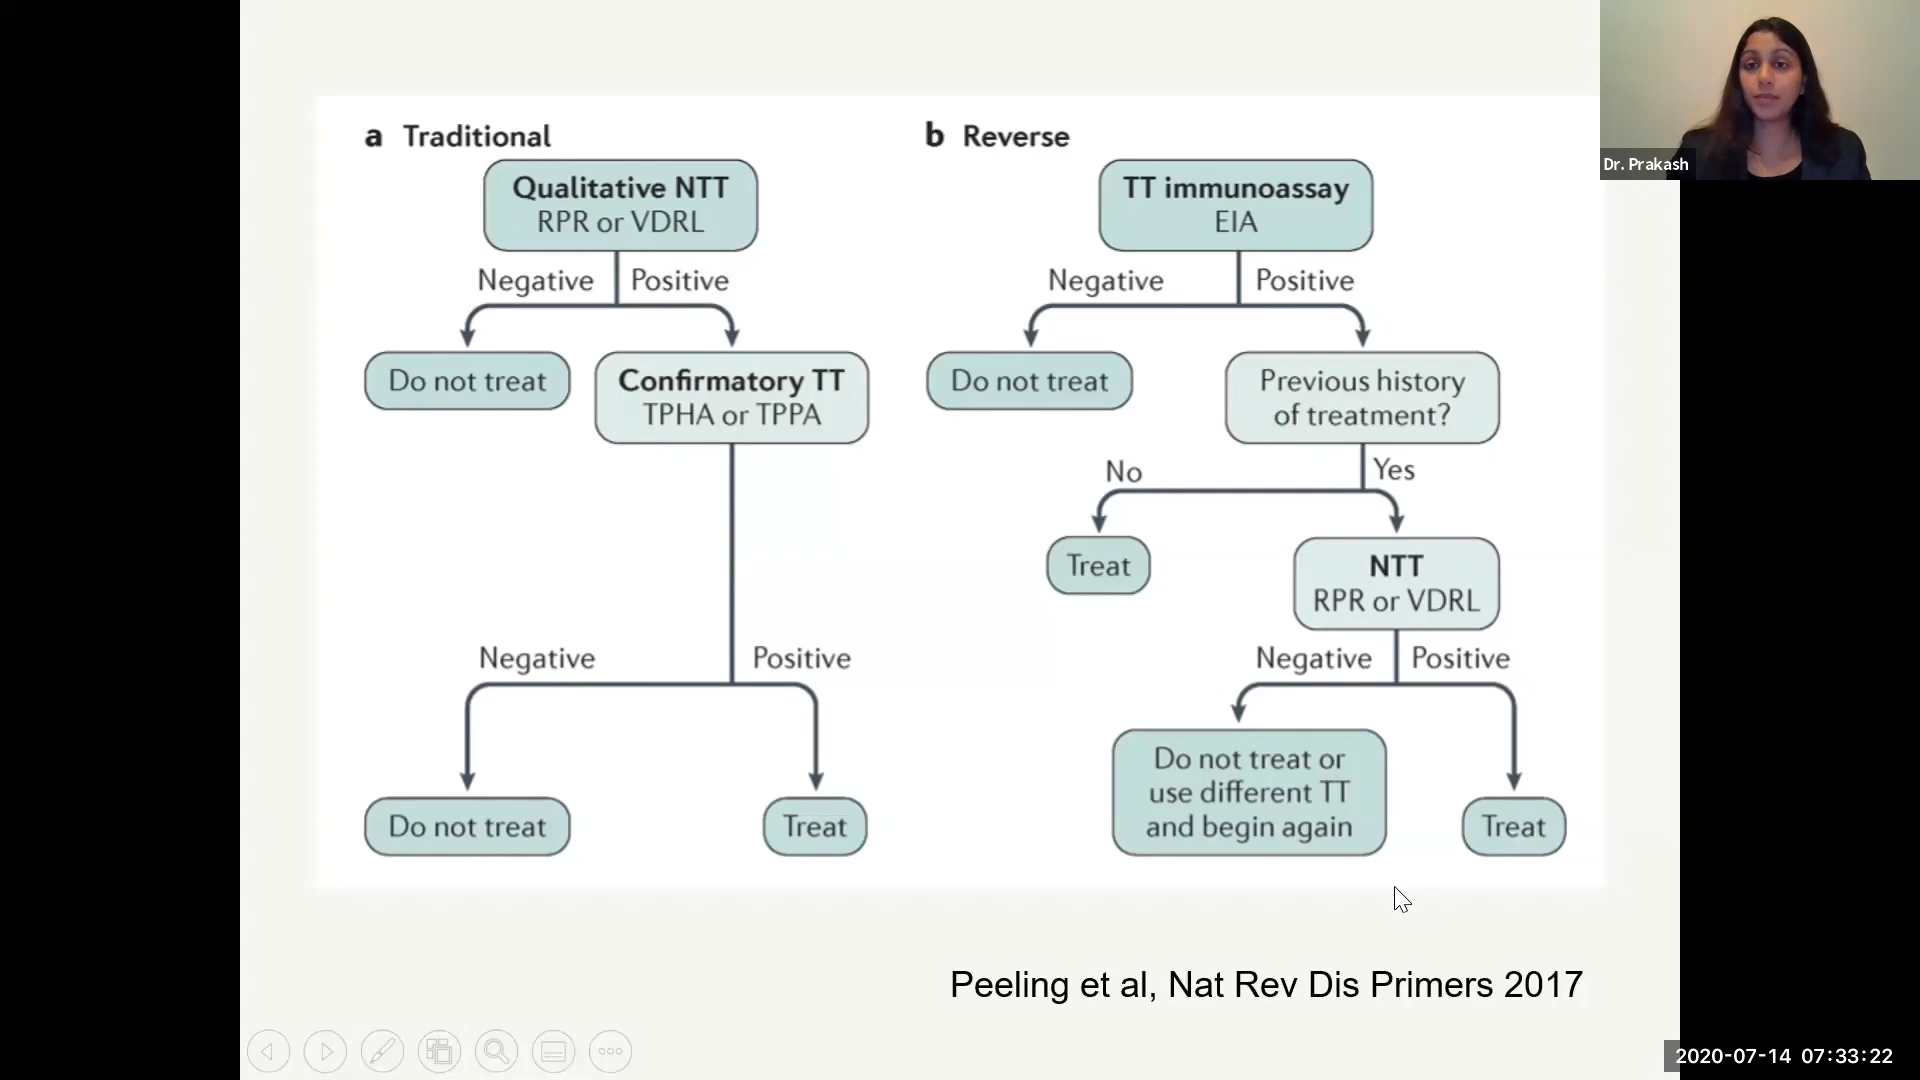 a Traditional
Qualitative NTT
RPR or VDRL
Negative
Positive
Do not treat
Confirmatory TT
TPHA or TPPA
Negative
Positive
Do not treat
Treat
b Reverse
TT immunoassay
EIA
Negative
Positive
Do not treat
Previous history
of treatment?
No
Yes
Treat
NTT
RPR or VDRL
Negative
Positive
Do not treat or
use different TT
and begin again
Treat
Peeling et al, Nat Rev Dis Primers 2017
Dr. Prakash
2020-07-14 07:33:22